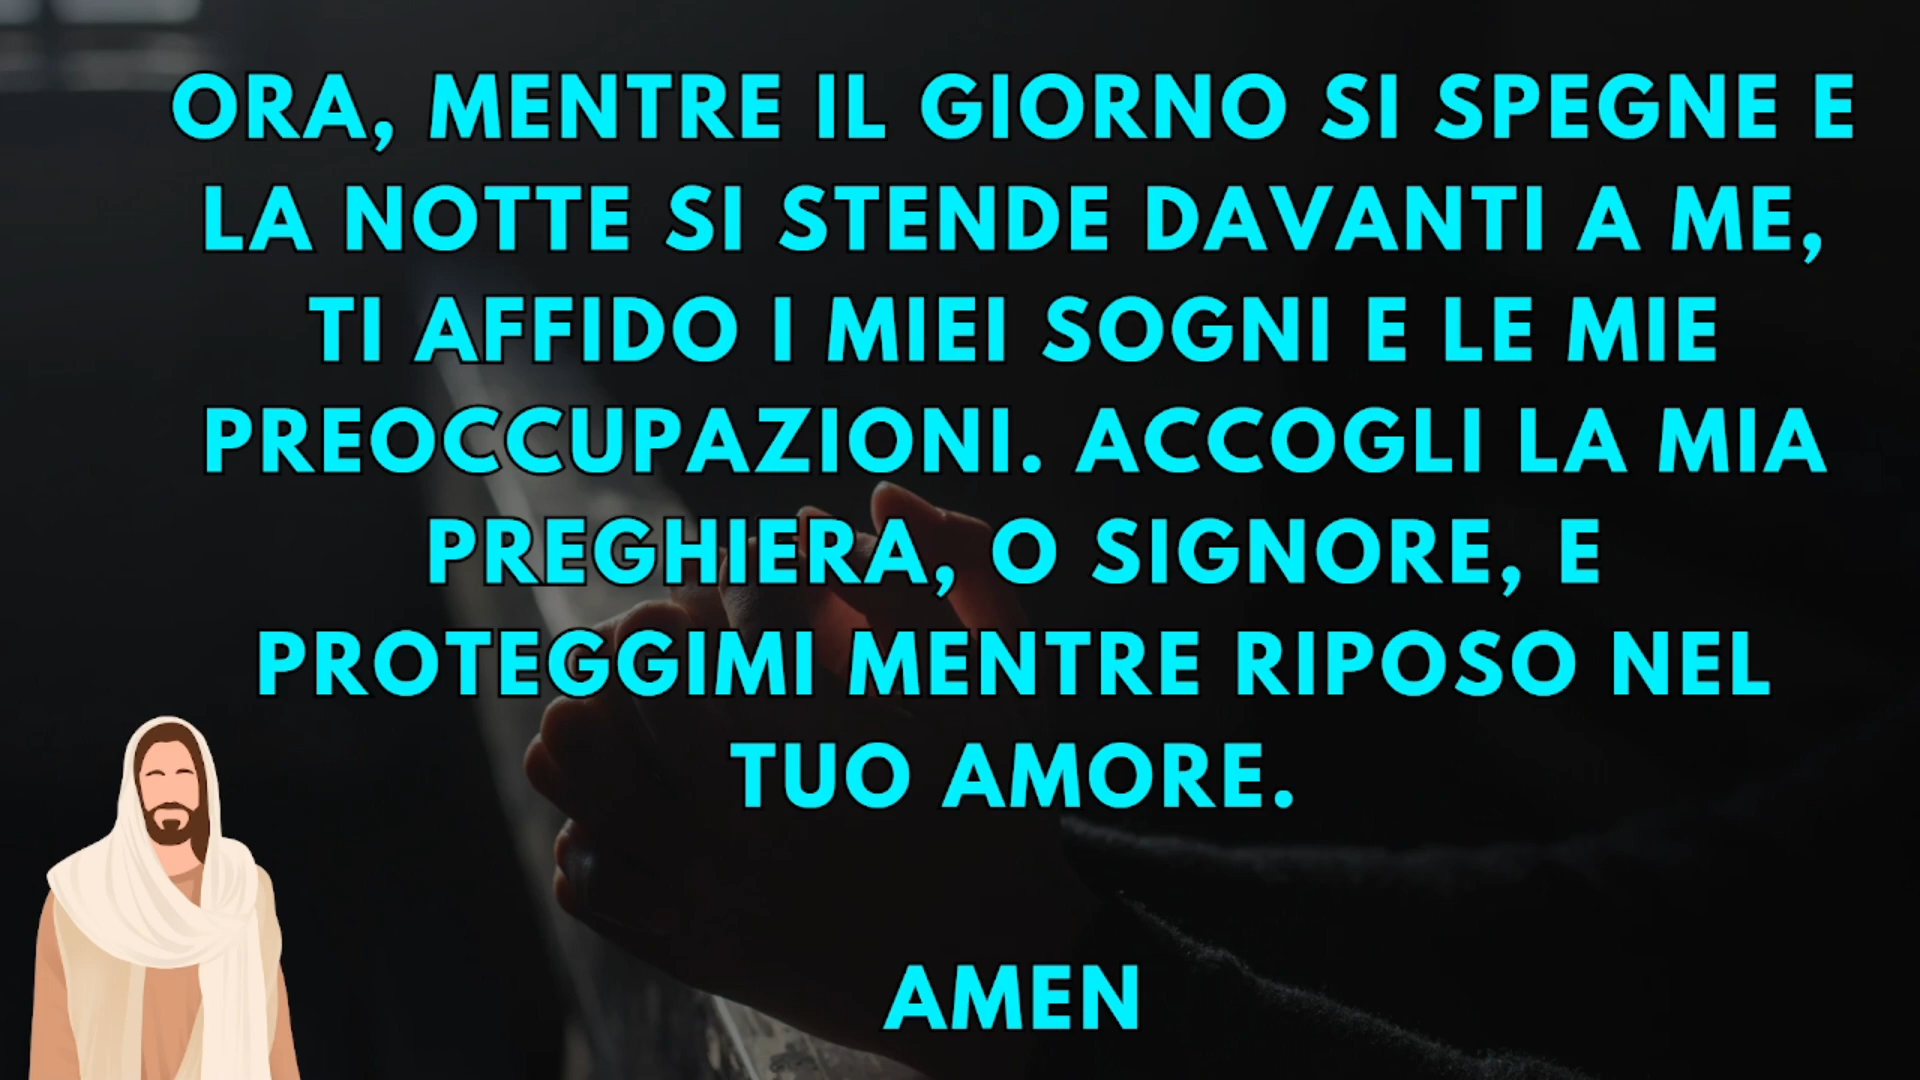 ORA, MENTRE IL GIORNO SI SPEGNE E
LA NOTTE SI STENDE DAVANTI A ME,
TI AFFIDO I MIEI SOGNI E LE MIE
PREOCCUPAZIONI. ACCOGLI LA MIA
PREGHIERA, O SIGNORE, E
PROTEGGIMI MENTRE RIPOSO NEL
TUO AMORE.
AMEN